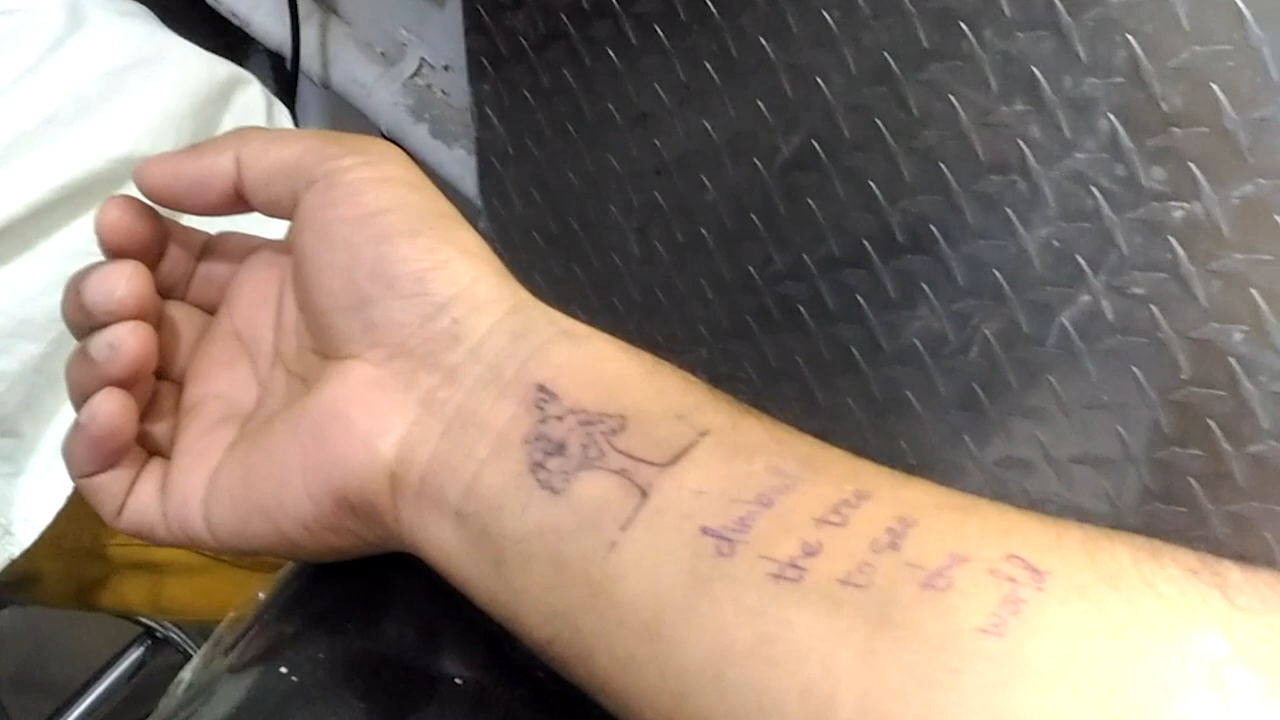 climbed
the tree
to see
the
world